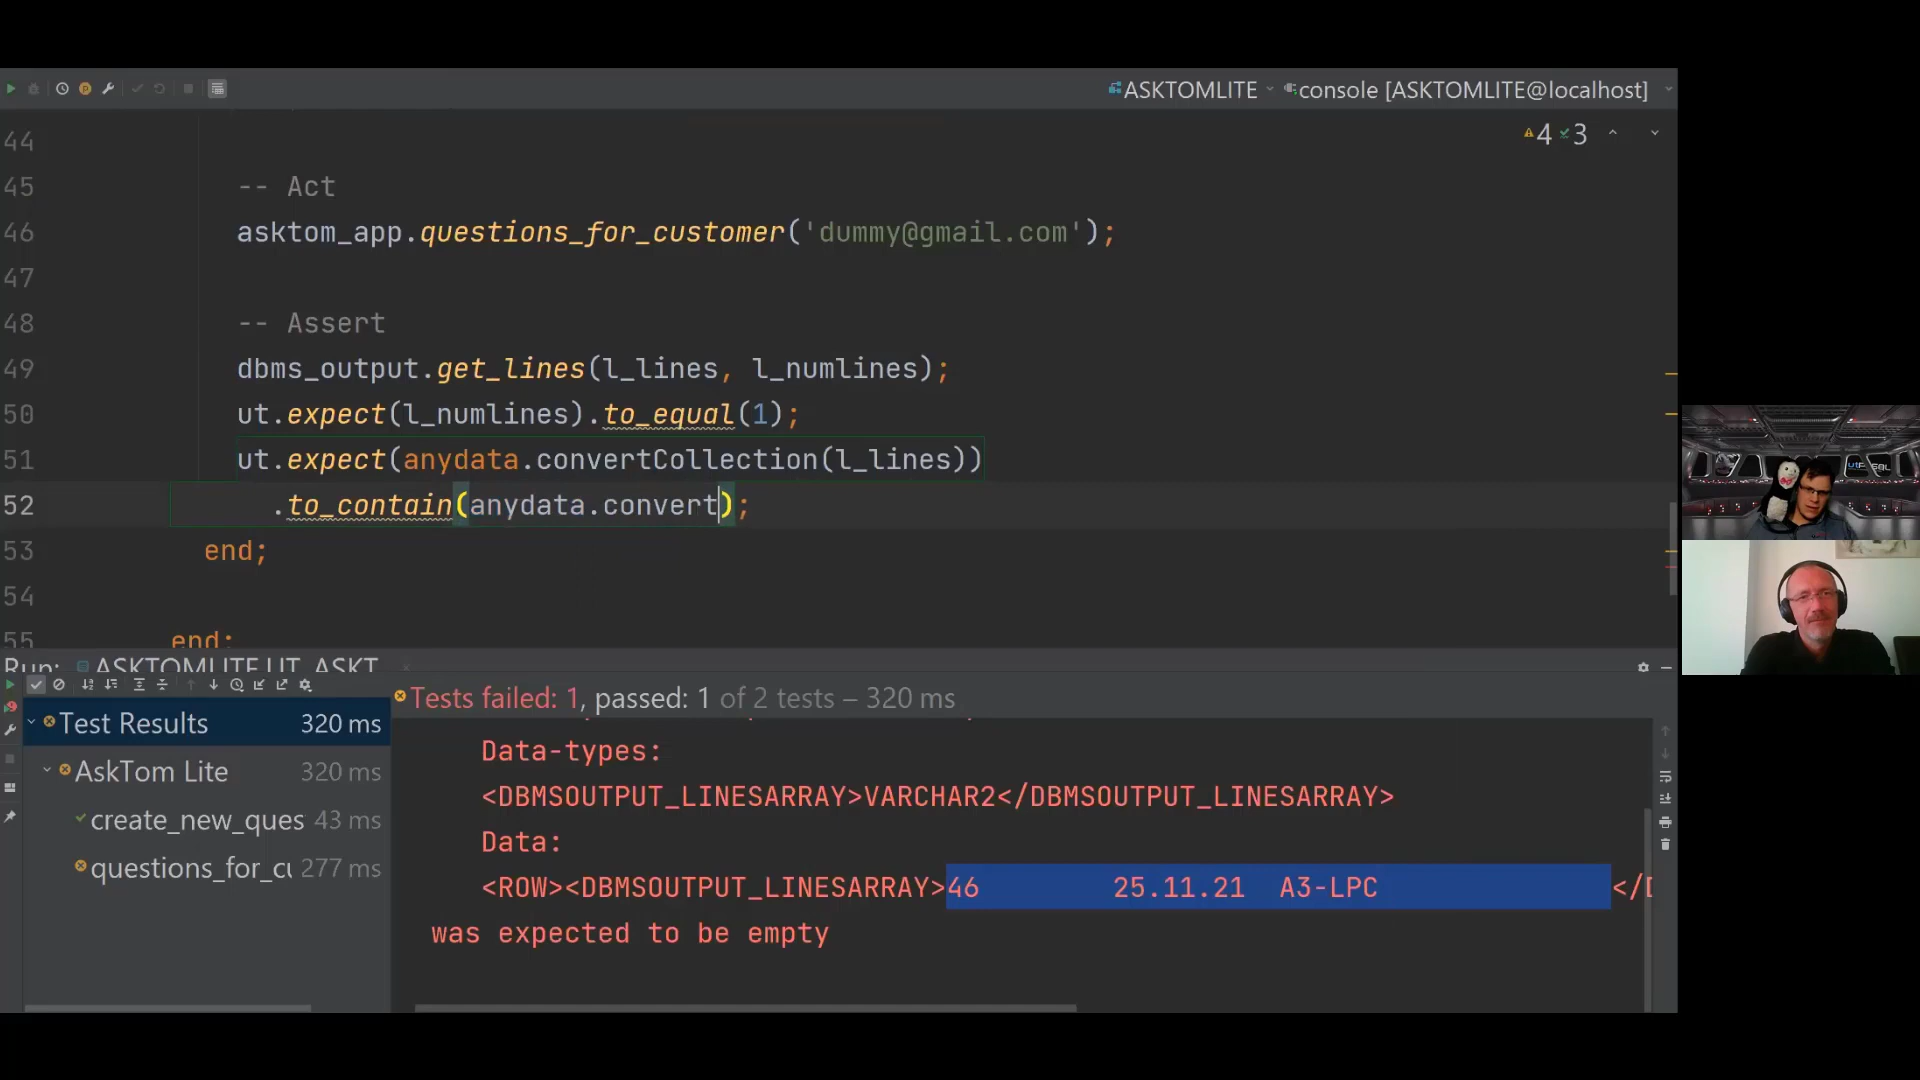 ASKTOMLITE console [ASKTOMLITE@localhost]
4 3
44
45 -- Act
46 asktom_app.questions_for_customer('dummy@gmail.com');
47
48 -- Assert
49 dbms_output.get_lines(l_lines, l_numlines);
50 ut.expect(l_numlines).to_equal(1);
51 ut.expect(anydata.convertCollection(l_lines))
52 .to_contain(anydata.convert);
53 end;
54
55 end;
Run: ASKTOMLITE.UT_ASKT
Tests failed: 1, passed: 1 of 2 tests – 320 ms
Test Results 320 ms
AskTom Lite 320 ms
create_new_ques 43 ms
questions_for_cu 277 ms
Data-types:
<DBMSOUTPUT_LINESARRAY>VARCHAR2</DBMSOUTPUT_LINESARRAY>
Data:
<ROW><DBMSOUTPUT_LINESARRAY>46 25.11.21 A3-LPC </D
was expected to be empty